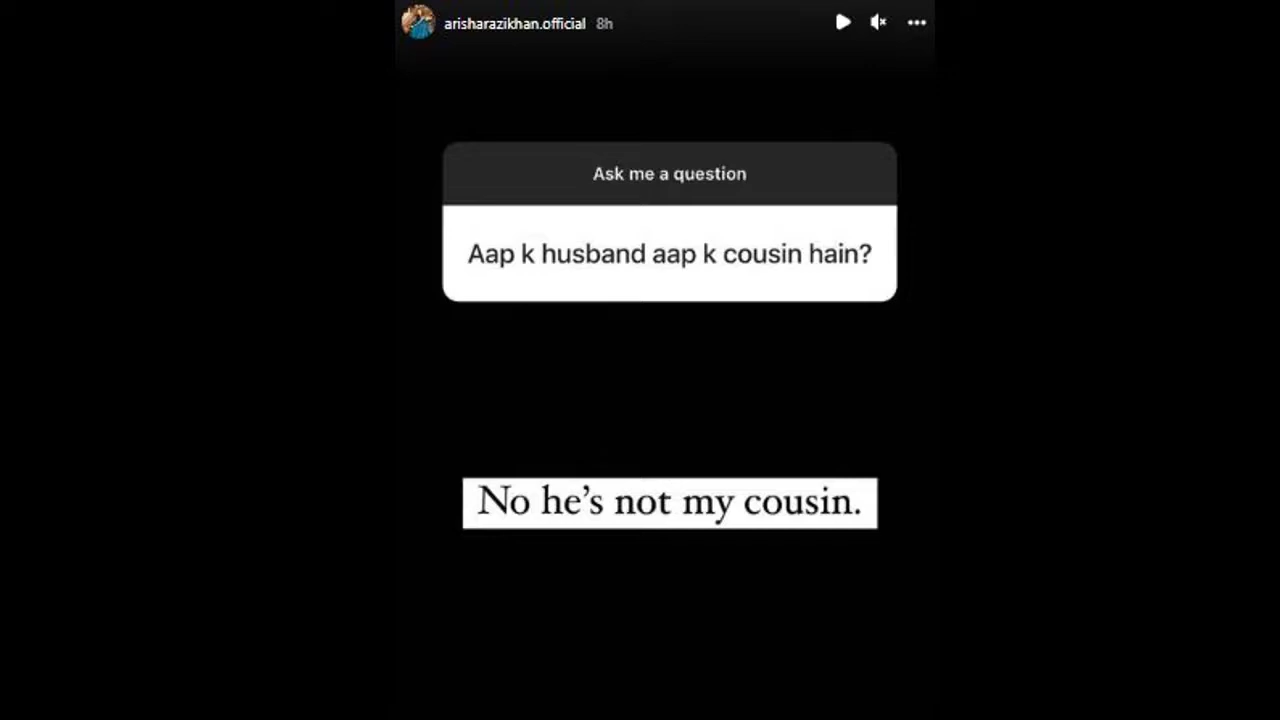 arisharazikhan.official 8h
Ask me a question
Aap k husband aap k cousin hain?
No he's not my cousin.